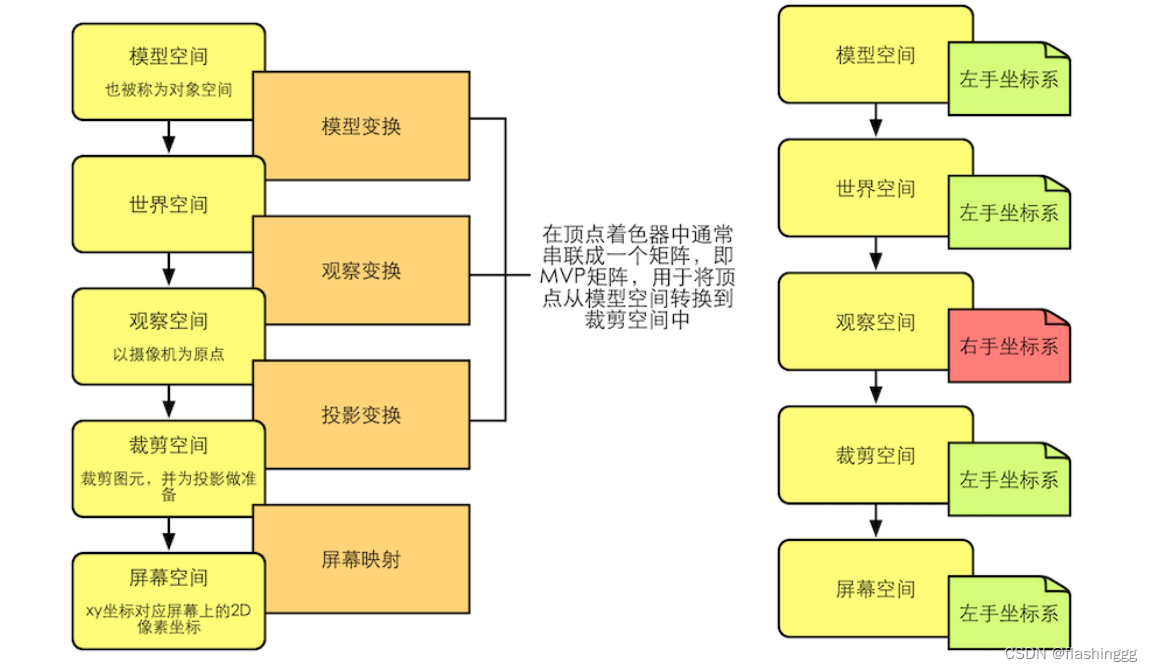 模型空间
也被称为对象空间
模型变换
世界空间
观察变换
观察空间
以摄像机为原点
投影变换
裁剪空间
裁剪图元，并为投影做准
备
屏幕映射
屏幕空间
xy坐标对应屏幕上的2D
像素坐标
在顶点着色器中通常
串联成一个矩阵，即
MVP矩阵，用于将顶
点从模型空间转换到
裁剪空间中
模型空间
左手坐标系
世界空间
左手坐标系
观察空间
右手坐标系
裁剪空间
左手坐标系
屏幕空间
左手坐标系
CSDN @flashinggg